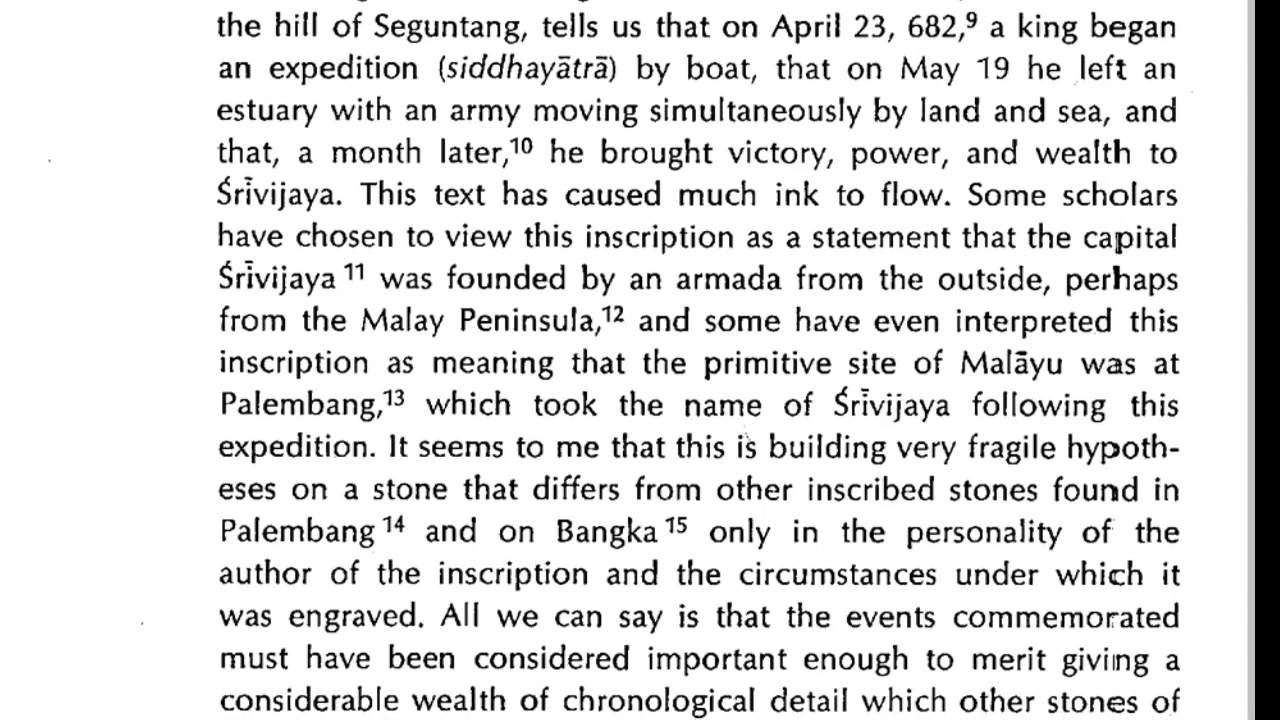 the hill of Seguntang, tells us that on April 23, 682,⁹ a king began
an expedition (siddhayātrā) by boat, that on May 19 he left an
estuary with an army moving simultaneously by land and sea, and
that, a month later,¹⁰ he brought victory, power, and wealth to
Śrīvijaya. This text has caused much ink to flow. Some scholars
have chosen to view this inscription as a statement that the capital
Śrīvijaya ¹¹ was founded by an armada from the outside, perhaps
from the Malay Peninsula,¹² and some have even interpreted this
inscription as meaning that the primitive site of Malāyu was at
Palembang,¹³ which took the name of Śrīvijaya following this
expedition. It seems to me that this is building very fragile hypoth-
eses on a stone that differs from other inscribed stones found in
Palembang ¹⁴ and on Bangka ¹⁵ only in the personality of the
author of the inscription and the circumstances under which it
was engraved. All we can say is that the events commemorated
must have been considered important enough to merit giving a
considerable wealth of chronological detail which other stones of